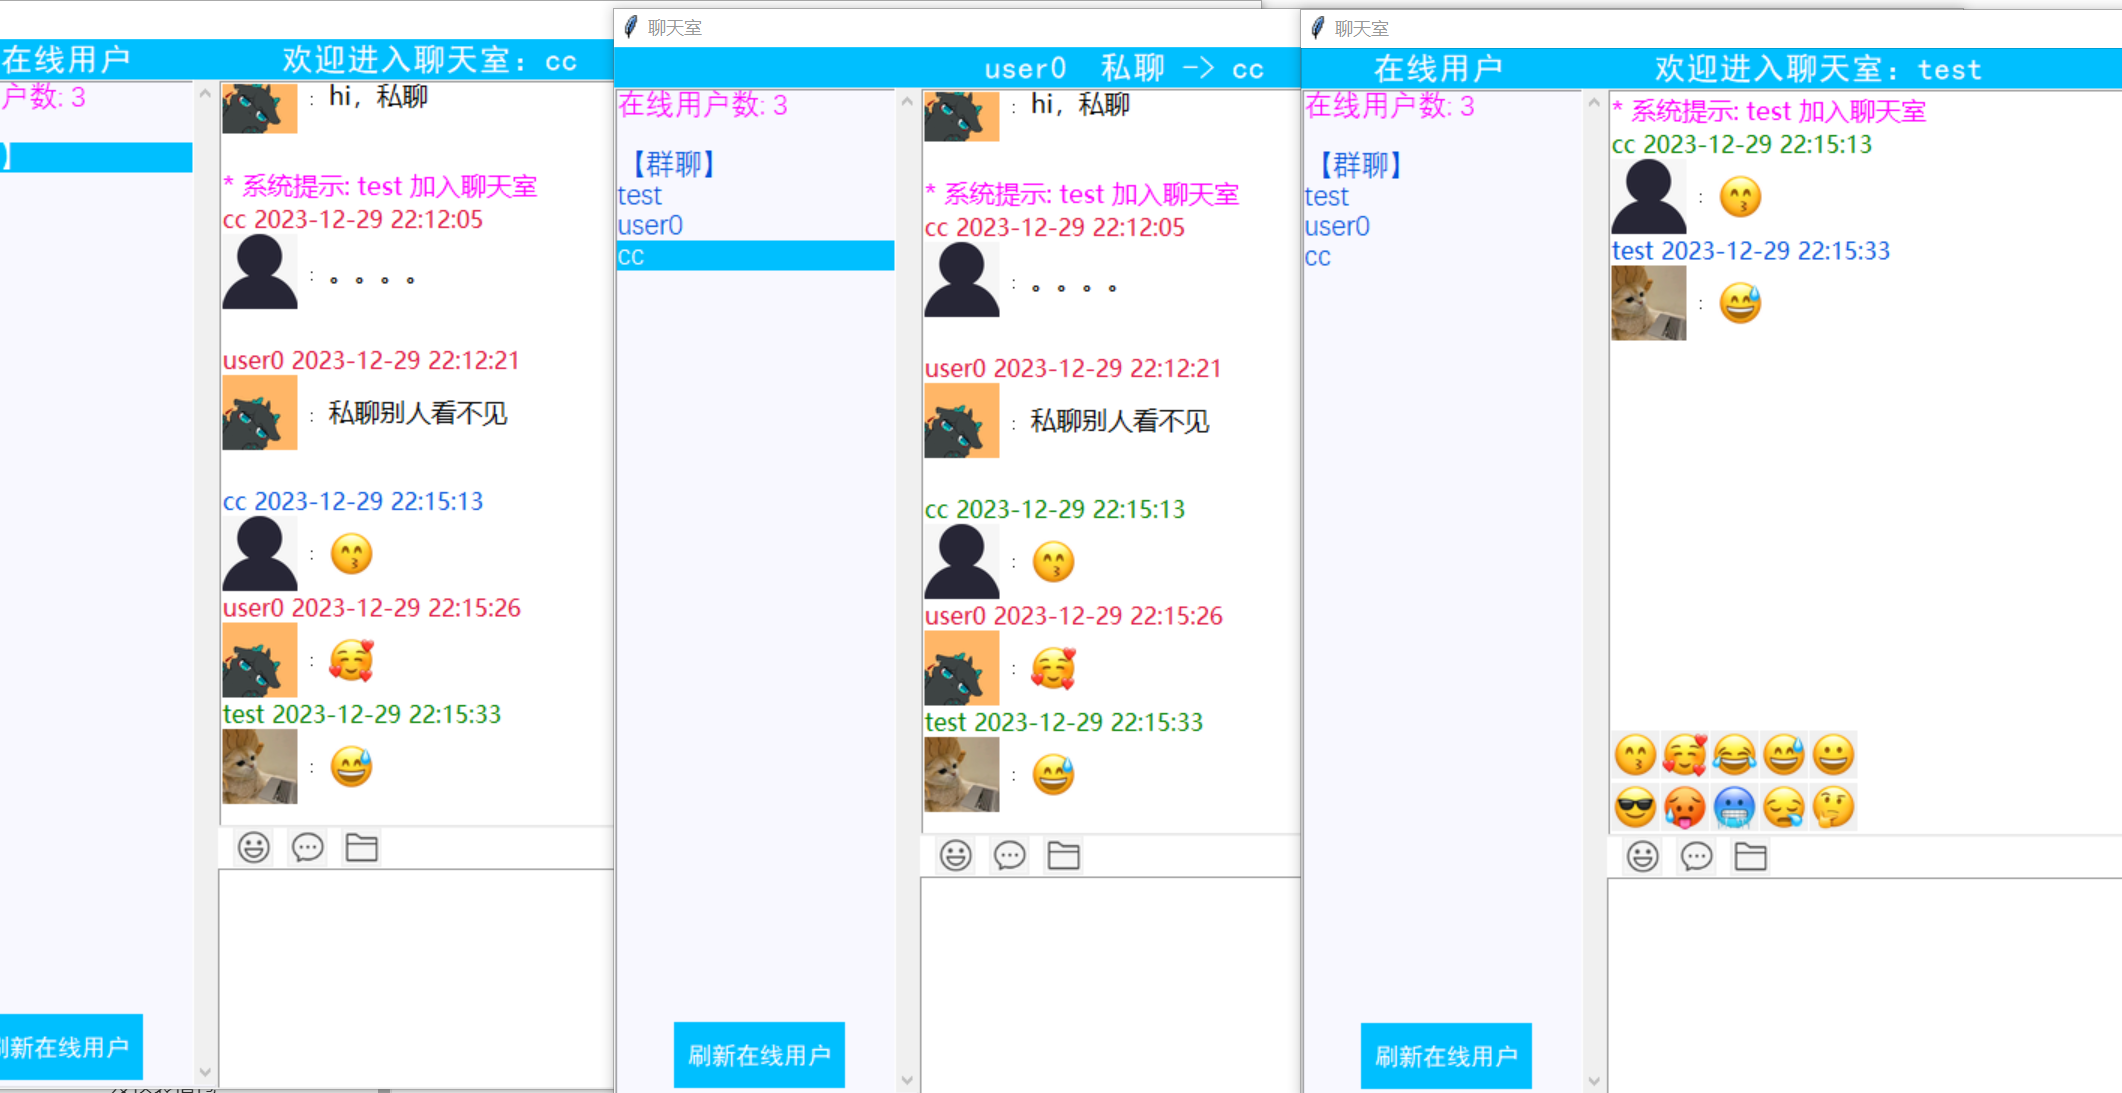 在线用户
欢迎进入聊天室：cc
户数: 3
】
： hi，私聊
* 系统提示: test 加入聊天室
cc 2023-12-29 22:12:05
： 。。。。
user0 2023-12-29 22:12:21
： 私聊别人看不见
cc 2023-12-29 22:15:13
： 😙
user0 2023-12-29 22:15:26
： 🥰
test 2023-12-29 22:15:33
： 😅
刷新在线用户
聊天室
user0 私聊 -> cc
在线用户数: 3
【群聊】
test
user0
cc
： hi，私聊
* 系统提示: test 加入聊天室
cc 2023-12-29 22:12:05
： 。。。。
user0 2023-12-29 22:12:21
： 私聊别人看不见
cc 2023-12-29 22:15:13
： 😙
user0 2023-12-29 22:15:26
： 🥰
test 2023-12-29 22:15:33
： 😅
刷新在线用户
聊天室
在线用户
欢迎进入聊天室：test
在线用户数: 3
【群聊】
test
user0
cc
* 系统提示: test 加入聊天室
cc 2023-12-29 22:15:13
： 😙
test 2023-12-29 22:15:33
： 😅
刷新在线用户